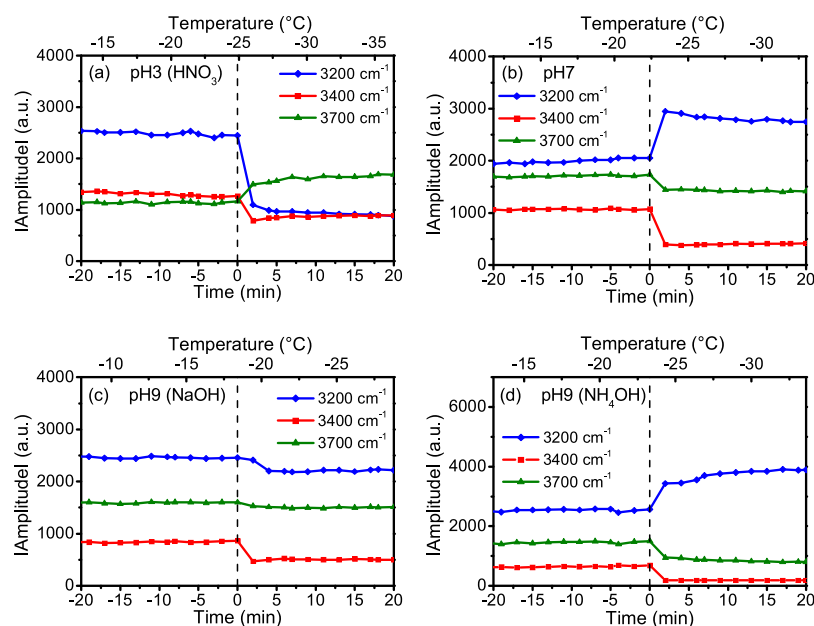 Temperature (°C)
-15 -20 -25 -30 -35
(a) pH3 (HNO3)
3200 cm-1
3400 cm-1
3700 cm-1
IAmplitudeI (a.u.)
4000
3000
2000
1000
0
-20 -15 -10 -5 0 5 10 15 20
Time (min)
Temperature (°C)
-15 -20 -25 -30
(b) pH7
3200 cm-1
3400 cm-1
3700 cm-1
IAmplitudeI (a.u.)
4000
3000
2000
1000
0
-20 -15 -10 -5 0 5 10 15 20
Time (min)
Temperature (°C)
-10 -15 -20 -25
(c) pH9 (NaOH)
3200 cm-1
3400 cm-1
3700 cm-1
IAmplitudeI (a.u.)
4000
3000
2000
1000
0
-20 -15 -10 -5 0 5 10 15 20
Time (min)
Temperature (°C)
-15 -20 -25 -30
(d) pH9 (NH4OH)
3200 cm-1
3400 cm-1
3700 cm-1
IAmplitudeI (a.u.)
6000
4000
2000
0
-20 -15 -10 -5 0 5 10 15 20
Time (min)